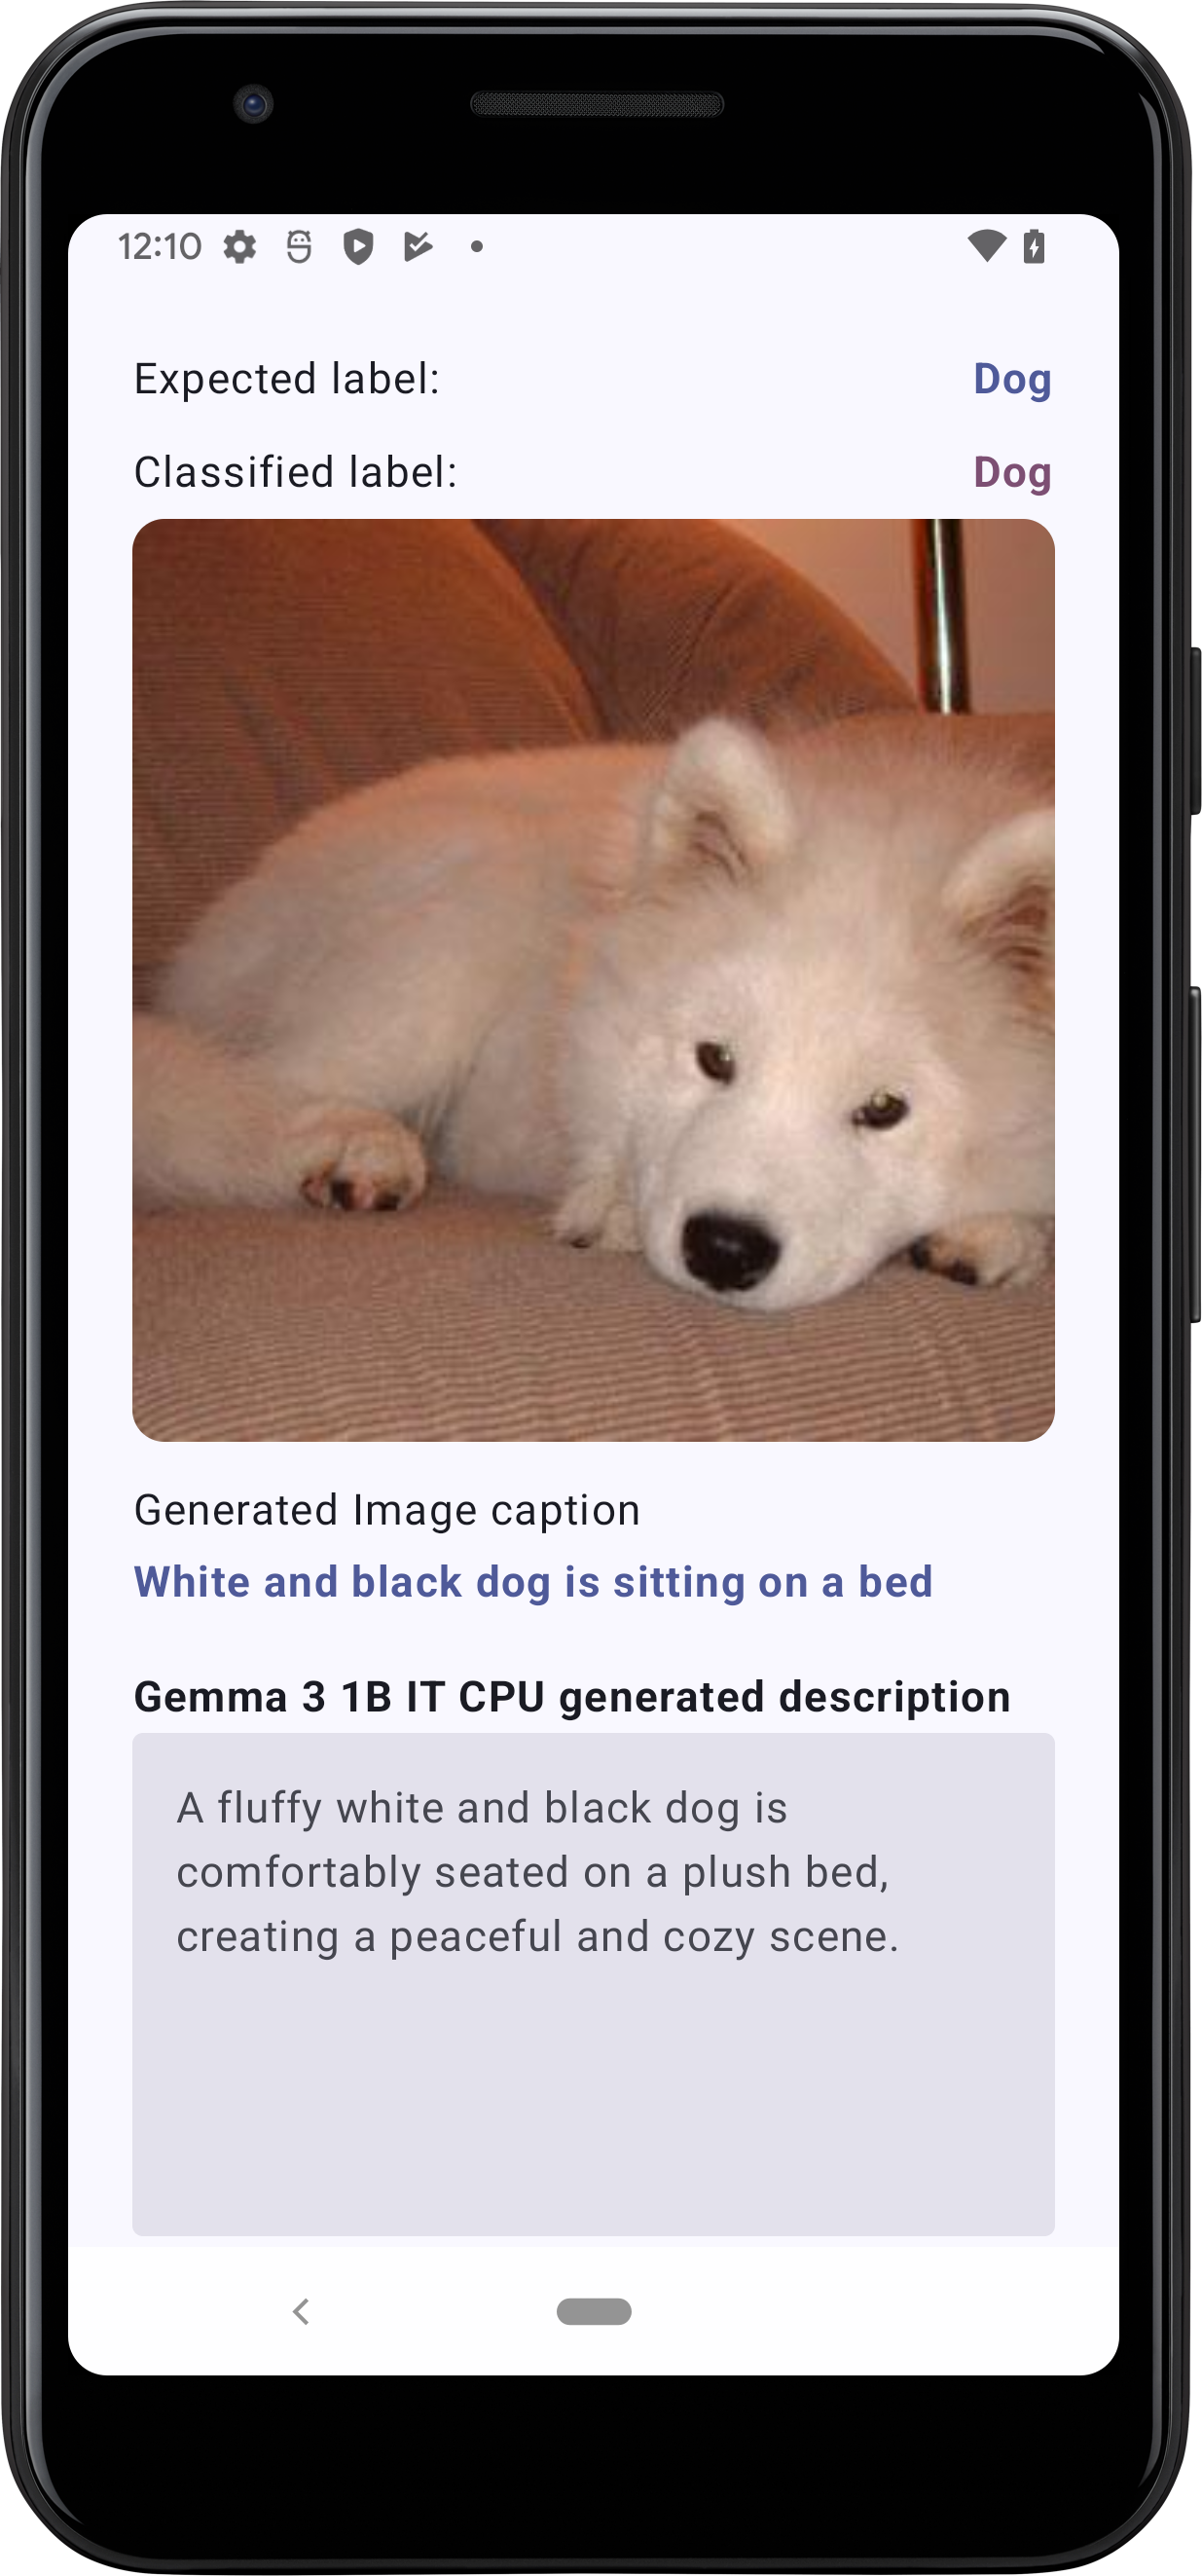 12:10
Expected label: Dog
Classified label: Dog
Generated Image caption
White and black dog is sitting on a bed
Gemma 3 1B IT CPU generated description
A fluffy white and black dog is
comfortably seated on a plush bed,
creating a peaceful and cozy scene.